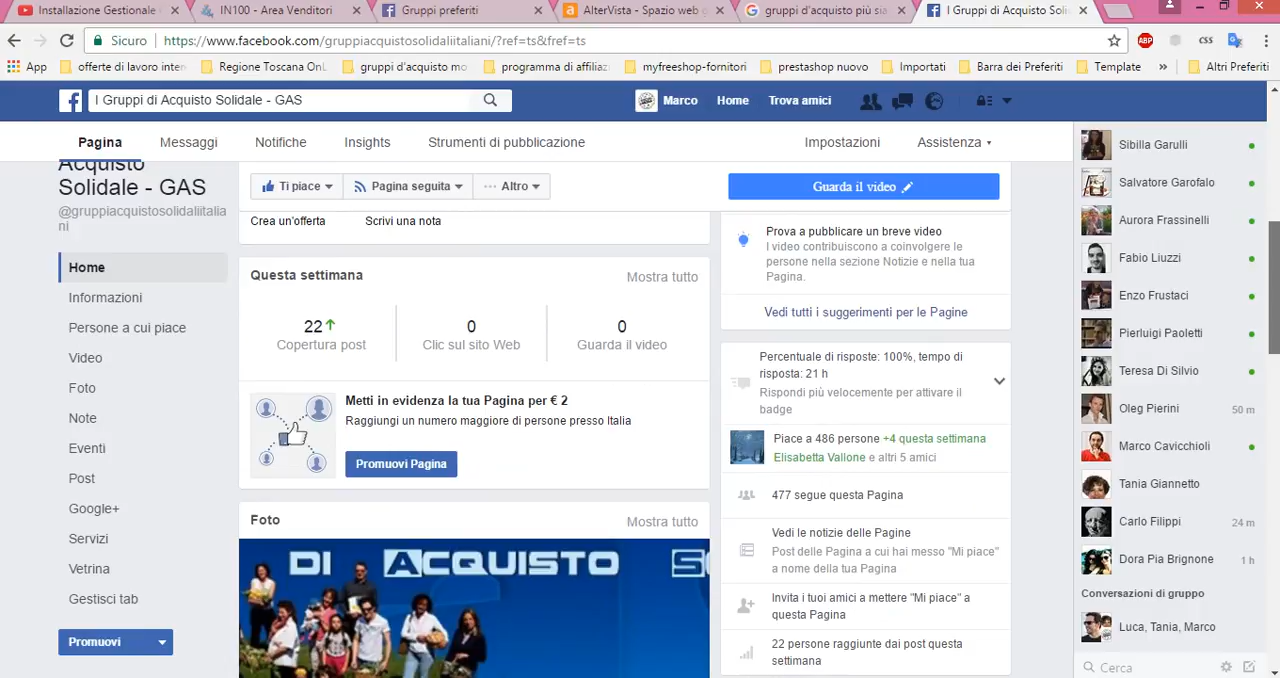 Installazione Gestionale
IN100 - Area Venditori
Gruppi preferiti
AlterVista - Spazio web g
gruppi d'acquisto più sia
I Gruppi di Acquisto Soli
Sicuro
https://www.facebook.com/gruppiacquistosolidaliitaliani/?ref=ts&fref=ts
ABP
css
App
offerte di lavoro inter
Regione Toscana OnL
gruppi d'acquisto mo
programma di affiliaz
myfreeshop-fornitori
prestashop nuovo
Importati
Barra dei Preferiti
Template
»
Altri Preferiti
I Gruppi di Acquisto Solidale - GAS
Marco
Home
Trova amici
Pagina
Messaggi
Notifiche
Insights
Strumenti di pubblicazione
Impostazioni
Assistenza
Acquisto
Solidale - GAS
@gruppiacquistosolidaliitalia
ni
Home
Informazioni
Persone a cui piace
Video
Foto
Note
Eventi
Post
Google+
Servizi
Vetrina
Gestisci tab
Promuovi
Ti piace
Pagina seguita
Altro
Guarda il video
Crea un'offerta
Scrivi una nota
Questa settimana
Mostra tutto
22
Copertura post
0
Clic sul sito Web
0
Guarda il video
Metti in evidenza la tua Pagina per € 2
Raggiungi un numero maggiore di persone presso Italia
Promuovi Pagina
Foto
Mostra tutto
DI ACQUISTO
Prova a pubblicare un breve video
I video contribuiscono a coinvolgere le
persone nella sezione Notizie e nella tua
Pagina.
Vedi tutti i suggerimenti per le Pagine
Percentuale di risposte: 100%, tempo di
risposta: 21 h
Rispondi più velocemente per attivare il
badge
Piace a 486 persone +4 questa settimana
Elisabetta Vallone e altri 5 amici
477 segue questa Pagina
Vedi le notizie delle Pagine
Post delle Pagina a cui hai messo "Mi piace"
a nome della tua Pagina
Invita i tuoi amici a mettere "Mi piace" a
questa Pagina
22 persone raggiunte dai post questa
settimana
Sibilla Garulli
Salvatore Garofalo
Aurora Frassinelli
Fabio Liuzzi
Enzo Frustaci
Pierluigi Paoletti
Teresa Di Silvio
Oleg Pierini
50 m
Marco Cavicchioli
Tania Giannetto
Carlo Filippi
24 m
Dora Pia Brignone
1 h
Conversazioni di gruppo
Luca, Tania, Marco
Cerca